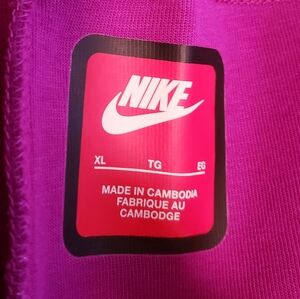 NIKE
XL TG EG
MADE IN CAMBODIA
FABRIQUE AU
CAMBODGE